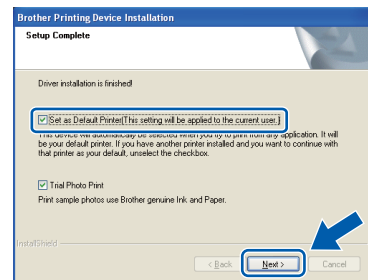 Brother Printing Device Installation
Setup Complete
Driver installation is finished!
Set as Default Printer(This setting will be applied to the current user.)
This device will automatically be selected when you try to print from any application. It will
be your default printer. If you have another printer installed and you want to continue with
that printer as your default, unselect the checkbox.
Trial Photo Print
Print sample photos use Brother genuine Ink and Paper.
InstallShield
< Back
Next >
Cancel